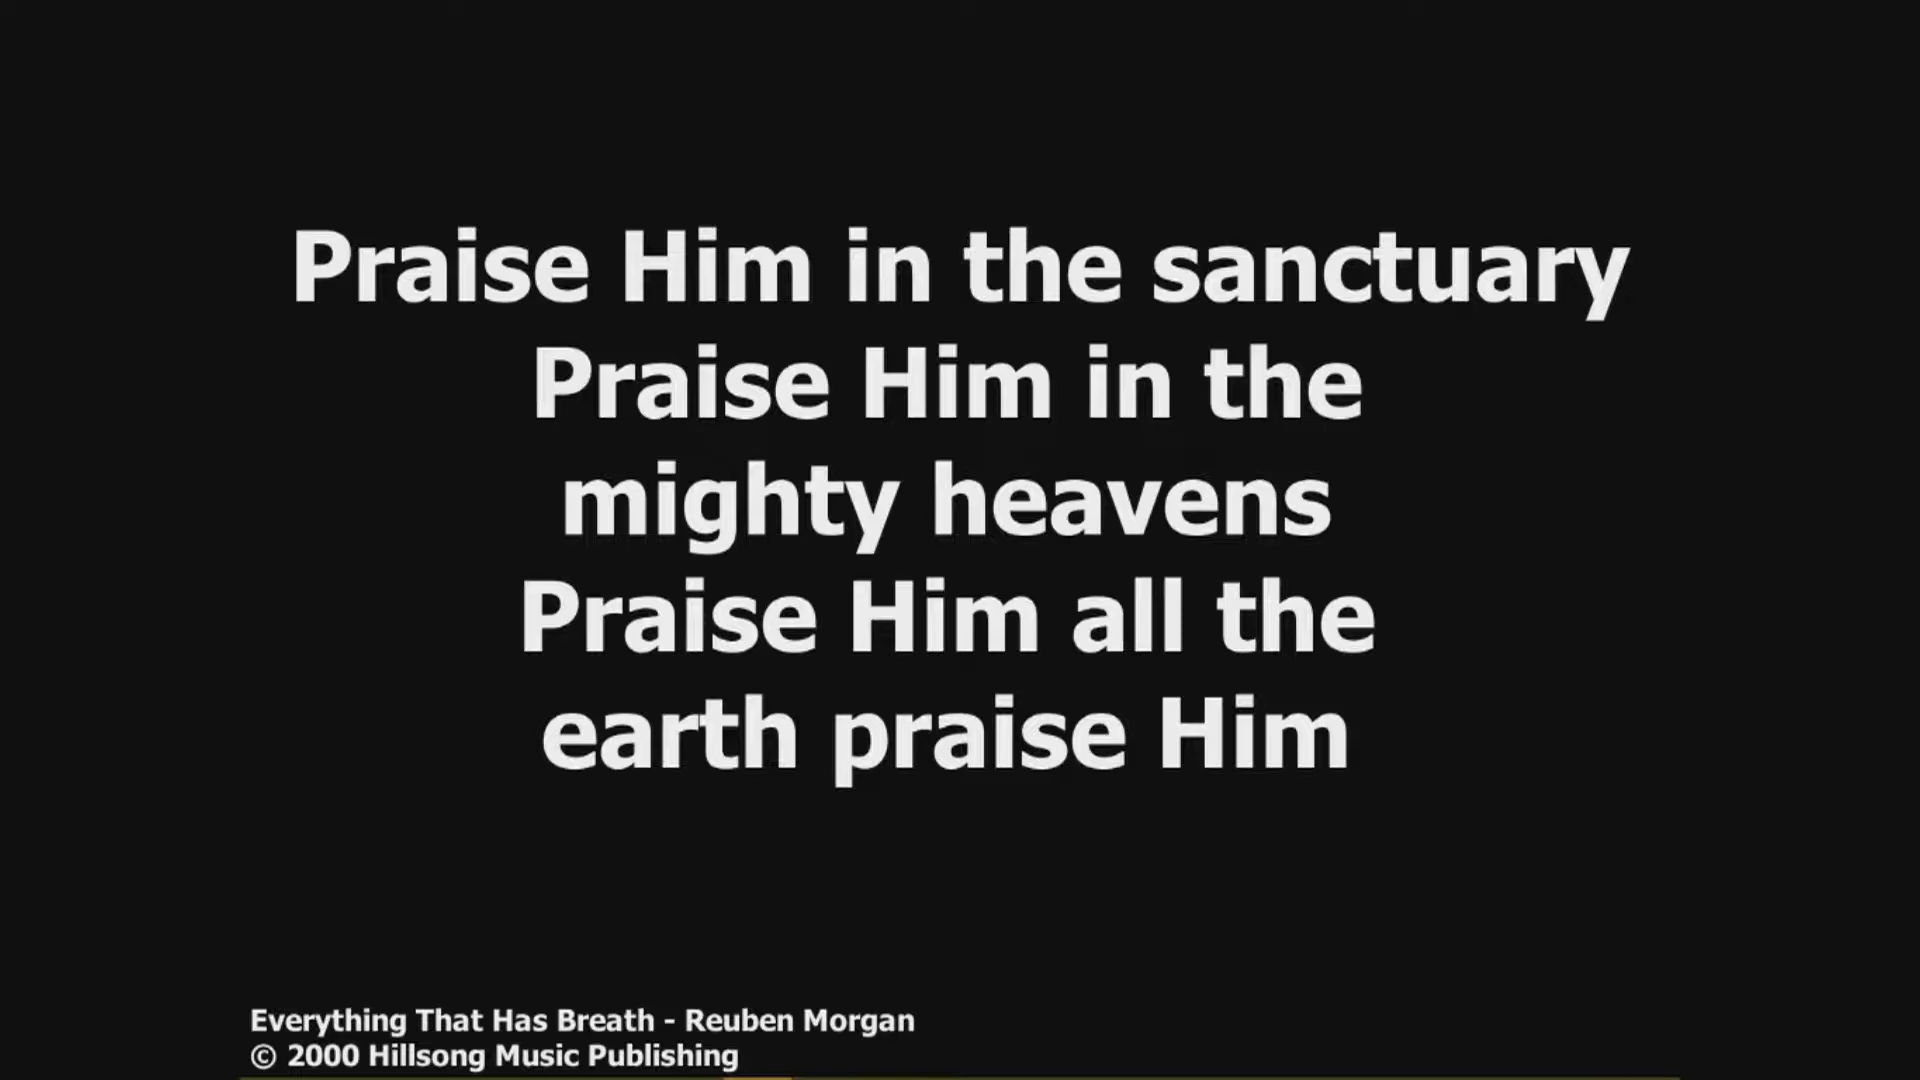 Praise Him in the sanctuary
Praise Him in the
mighty heavens
Praise Him all the
earth praise Him
Everything That Has Breath - Reuben Morgan
© 2000 Hillsong Music Publishing